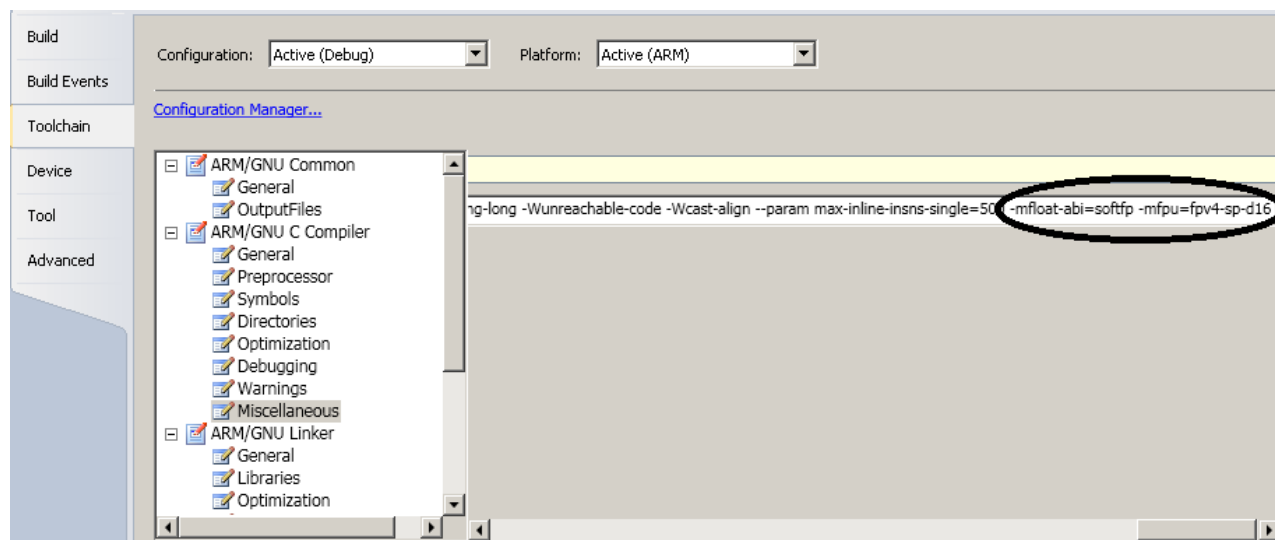 Build
Build Events
Toolchain
Device
Tool
Advanced
Configuration: Active (Debug) Platform: Active (ARM)
Configuration Manager...
ARM/GNU Common
General
OutputFiles
ARM/GNU C Compiler
General
Preprocessor
Symbols
Directories
Optimization
Debugging
Warnings
Miscellaneous
ARM/GNU Linker
General
Libraries
Optimization
ng-long -Wunreachable-code -Wcast-align --param max-inline-insns-single=50 -mfloat-abi=softfp -mfpu=fpv4-sp-d16